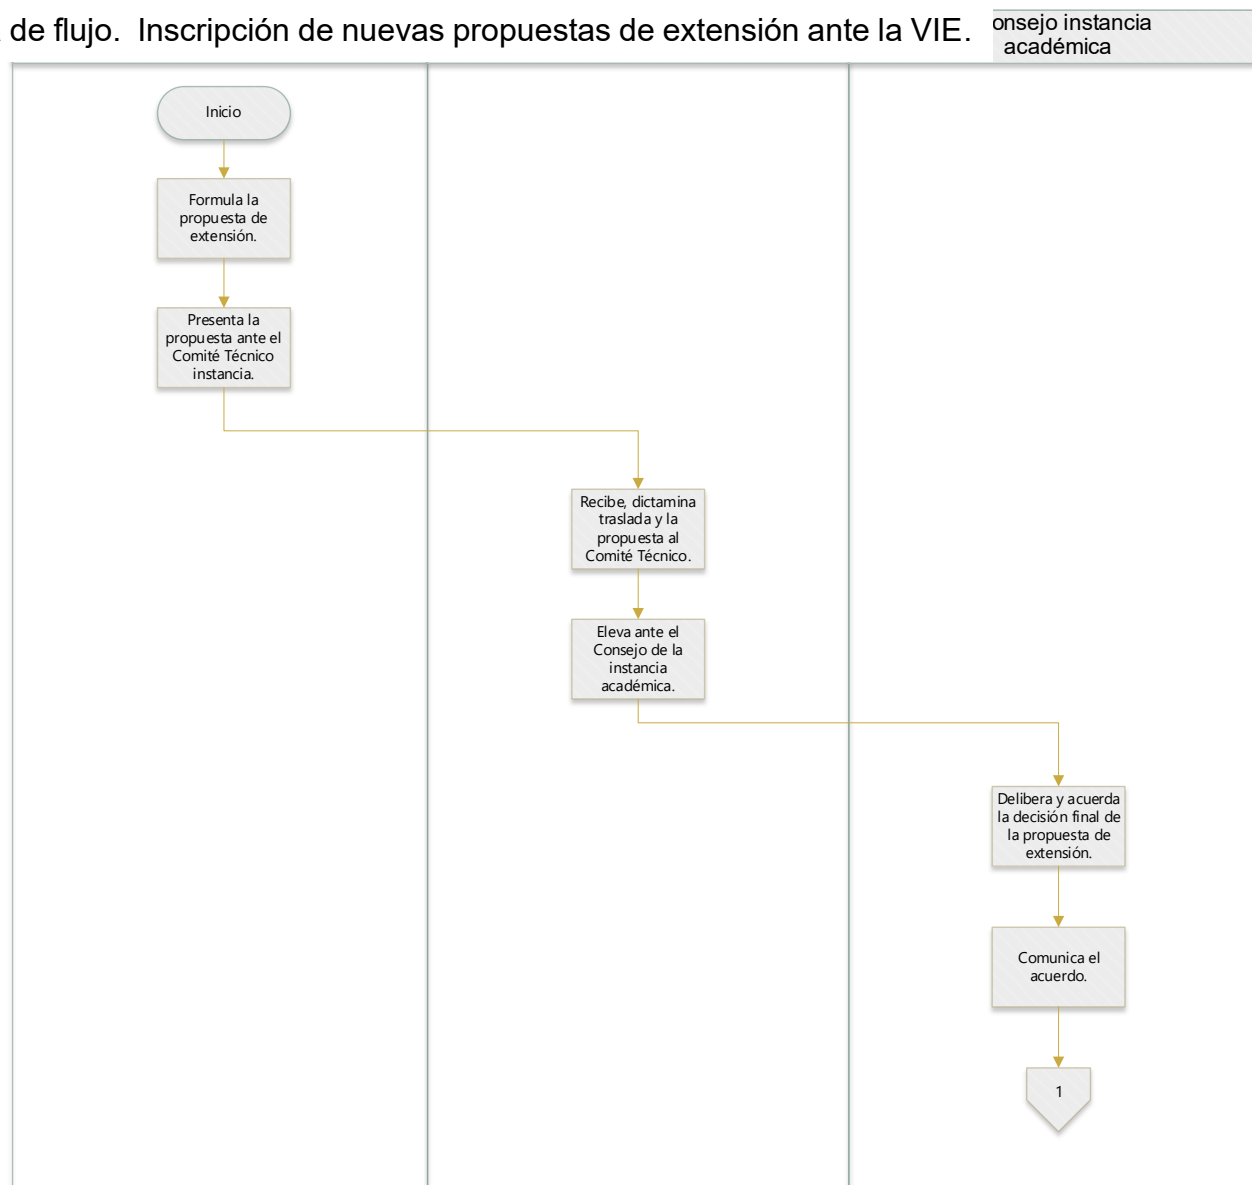 de flujo. Inscripción de nuevas propuestas de extensión ante la VIE.
onsejo instancia
académica
Inicio
Formula la
propuesta de
extensión.
Presenta la
propuesta ante el
Comité Técnico
instancia.
Recibe, dictamina
traslada y la
propuesta al
Comité Técnico.
Eleva ante el
Consejo de la
instancia
académica.
Delibera y acuerda
la decisión final de
la propuesta de
extensión.
Comunica el
acuerdo.
1